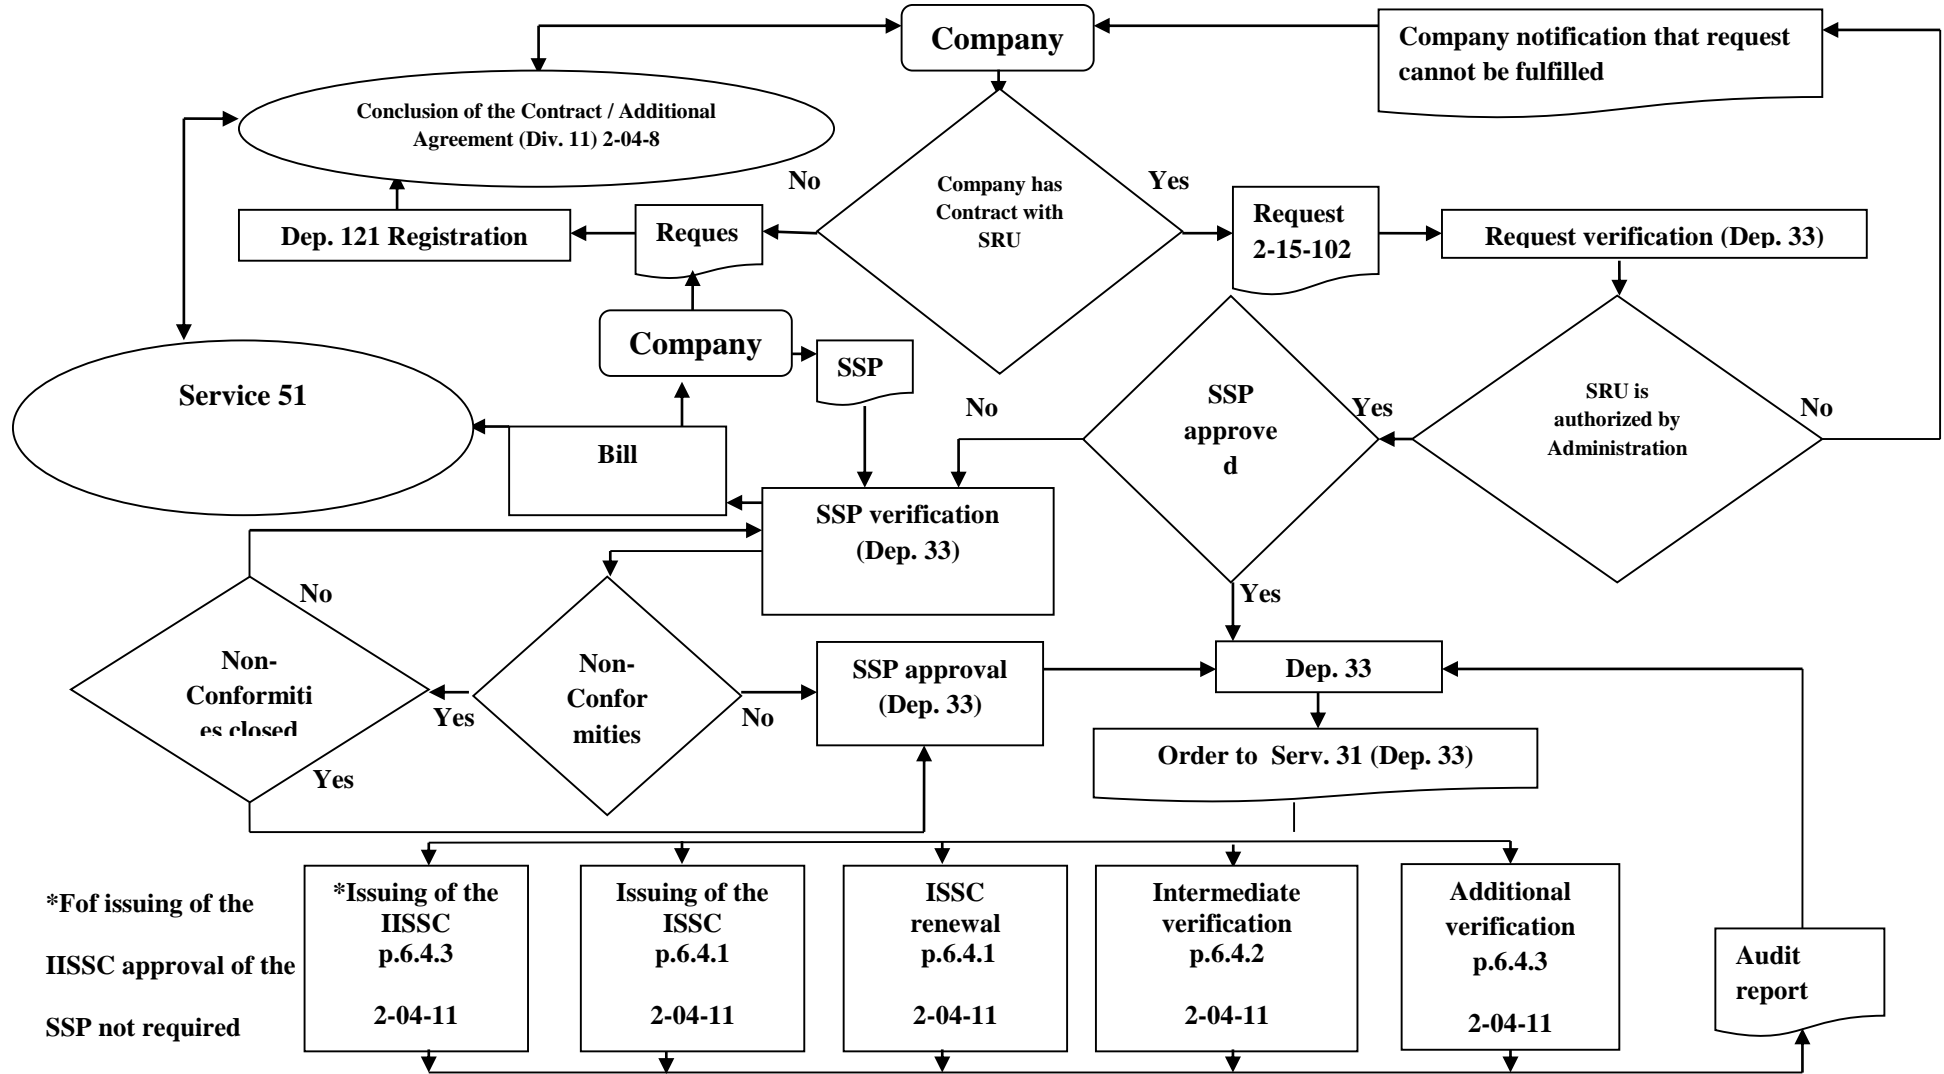 Company
Company notification that request
cannot be fulfilled
Conclusion of the Contract / Additional
Agreement (Div. 11) 2-04-8
No
Company has
Contract with
SRU
Yes
Dep. 121 Registration
Reques
Request
2-15-102
Request verification (Dep. 33)
Company
SSP
Service 51
Bill
No
SSP
approve
d
Yes
SRU is
authorized by
Administration
No
SSP verification
(Dep. 33)
Yes
No
Non-
Conformiti
es closed
Yes
Yes
Non-
Confor
mities
No
SSP approval
(Dep. 33)
Dep. 33
Order to Serv. 31 (Dep. 33)
*Fof issuing of the
IISSC approval of the
SSP not required
*Issuing of the
IISSC
p.6.4.3
2-04-11
Issuing of the
ISSC
p.6.4.1
2-04-11
ISSC
renewal
p.6.4.1
2-04-11
Intermediate
verification
p.6.4.2
2-04-11
Additional
verification
p.6.4.3
2-04-11
Audit
report